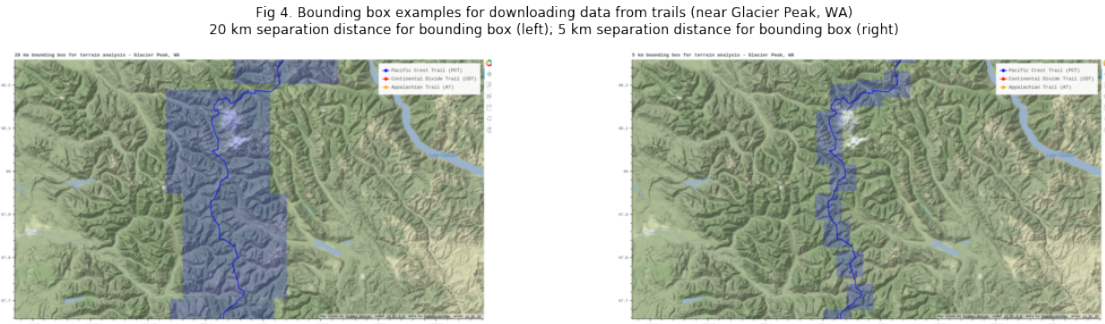 Fig 4. Bounding box examples for downloading data from trails (near Glacier Peak, WA)
20 km separation distance for bounding box (left); 5 km separation distance for bounding box (right)
20 km bounding box for terrain analysis - Glacier Peak, WA
Pacific Crest Trail (PCT)
Continental Divide Trail (CDT)
Appalachian Trail (AT)
5 km bounding box for terrain analysis - Glacier Peak, WA
Pacific Crest Trail (PCT)
Continental Divide Trail (CDT)
Appalachian Trail (AT)